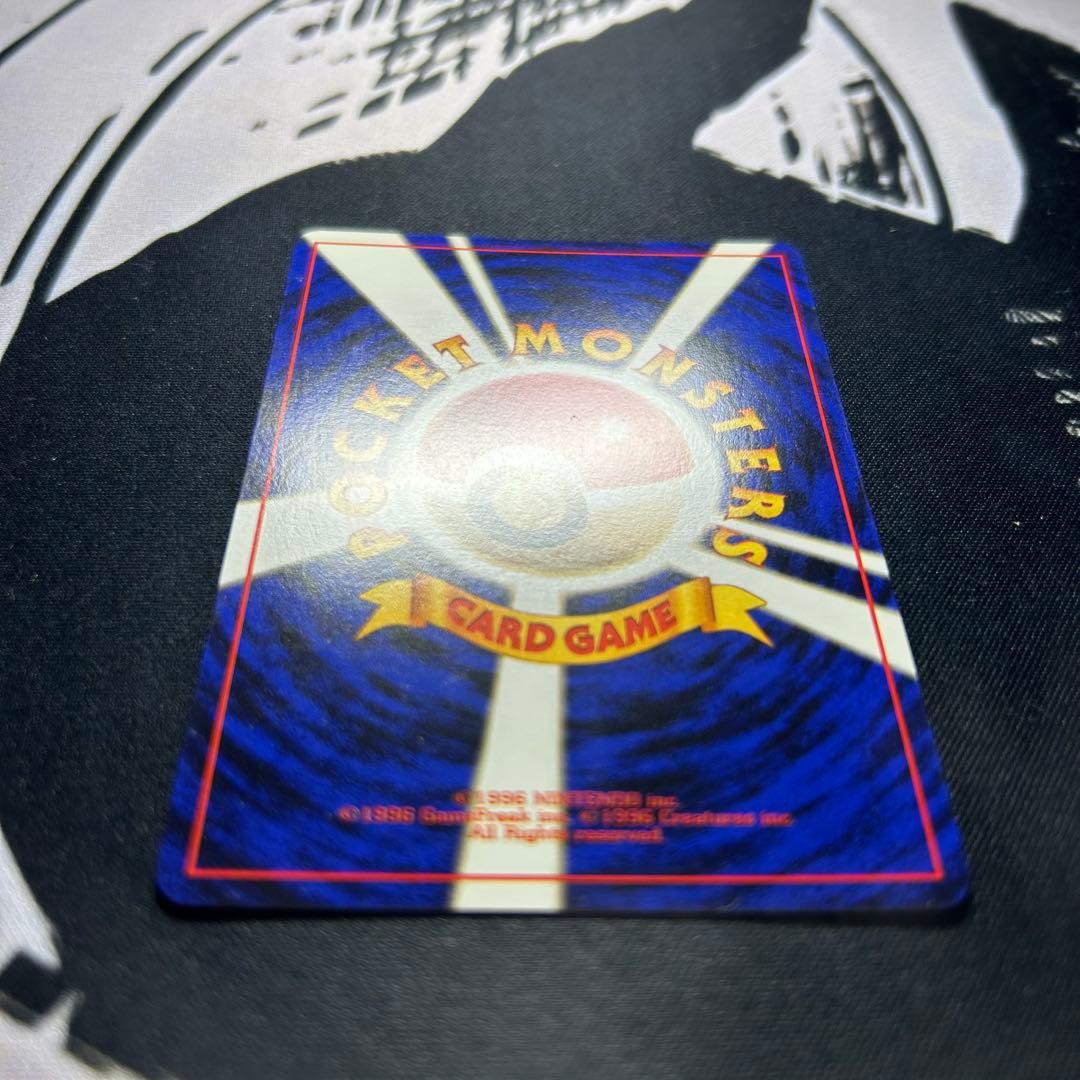 POCKET MONSTERS
CARD GAME
©1996 NINTENDO inc.
©1996 GameFreak inc. ©1996 Creatures inc.
All Rights reserved.